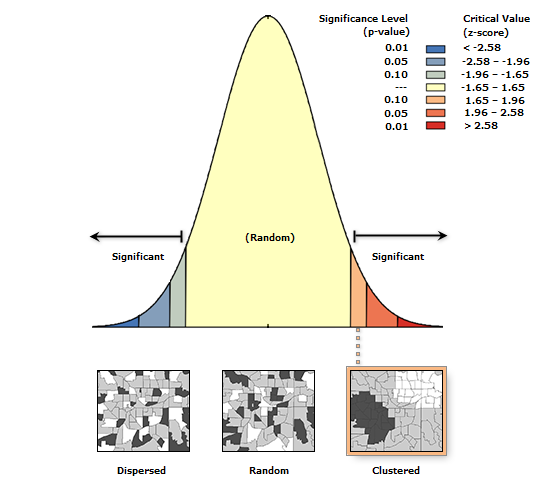 Significance Level
(p-value)
Critical Value
(z-score)
0.01 < -2.58
0.05 -2.58 – -1.96
0.10 -1.96 – -1.65
--- -1.65 – 1.65
0.10 1.65 – 1.96
0.05 1.96 – 2.58
0.01 > 2.58
(Random)
Significant
Significant
Dispersed
Random
Clustered